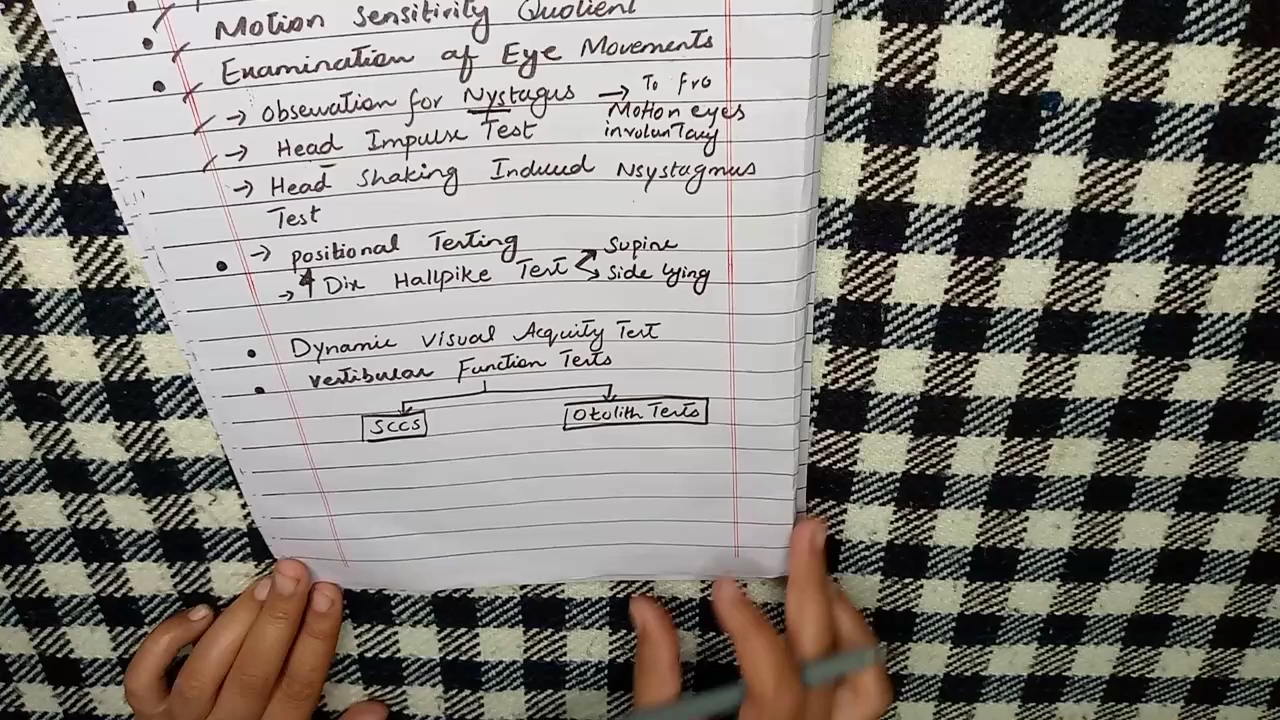 Motion Sensitivity Quotient
Examination of Eye Movements
→ Observation for Nystagus → To Fro
Motion eyes
involuntary
→ Head Impulse Test
→ Head Shaking Induced Nsystagmus
Test
→ positional Testing
→ Dix Hallpike Test Supine
Side lying
Dynamic visual Acquity Test
vestibular Function Tests
SCCS Otolith Tests